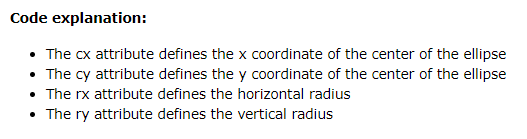 Code explanation:
• The cx attribute defines the x coordinate of the center of the ellipse
• The cy attribute defines the y coordinate of the center of the ellipse
• The rx attribute defines the horizontal radius
• The ry attribute defines the vertical radius